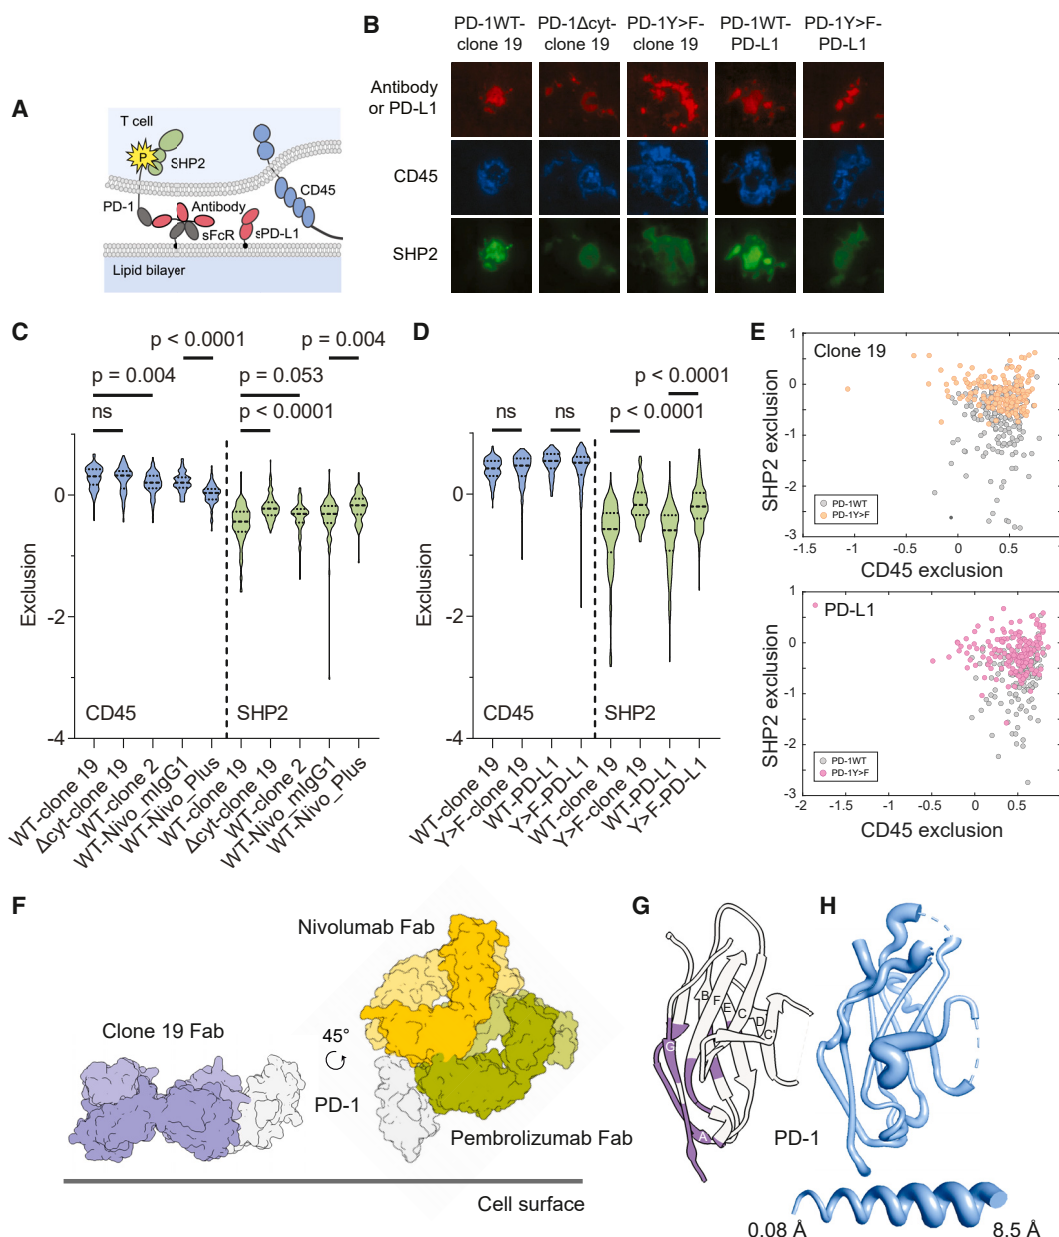 A
T cell
P
SHP2
PD-1
Antibody
sFcR
sPD-L1
CD45
Lipid bilayer
B
PD-1WT-
clone 19
PD-1Δcyt-
clone 19
PD-1Y>F-
clone 19
PD-1WT-
PD-L1
PD-1Y>F-
PD-L1
Antibody
or PD-L1
CD45
SHP2
C
p < 0.0001
p = 0.004
p = 0.004
p = 0.053
ns
p < 0.0001
Exclusion
0
-2
-4
CD45
SHP2
WT-clone 19
Δcyt-clone 19
WT-clone 2
WT-Nivo_mIgG1
WT-Nivo_Plus
WT-clone 19
Δcyt-clone 19
WT-clone 2
WT-Nivo_mIgG1
WT-Nivo_Plus
D
p < 0.0001
ns
ns
p < 0.0001
Exclusion
0
-2
-4
CD45
SHP2
WT-clone 19
Y>F-clone 19
WT-PD-L1
Y>F-PD-L1
WT-clone 19
Y>F-clone 19
WT-PD-L1
Y>F-PD-L1
E
Clone 19
SHP2 exclusion
1
0
-1
-2
-3
PD-1WT
PD-1Y>F
-1.5
-1
-0.5
0
0.5
1
CD45 exclusion
PD-L1
SHP2 exclusion
1
0
-1
-2
-3
PD-1WT
PD-1Y>F
-2
-1.5
-1
-0.5
0
0.5
1
CD45 exclusion
F
Nivolumab Fab
Clone 19 Fab
45°
PD-1
Pembrolizumab Fab
Cell surface
G
B
F
E
C
D
C'
G
A
PD-1
H
0.08 Å
8.5 Å